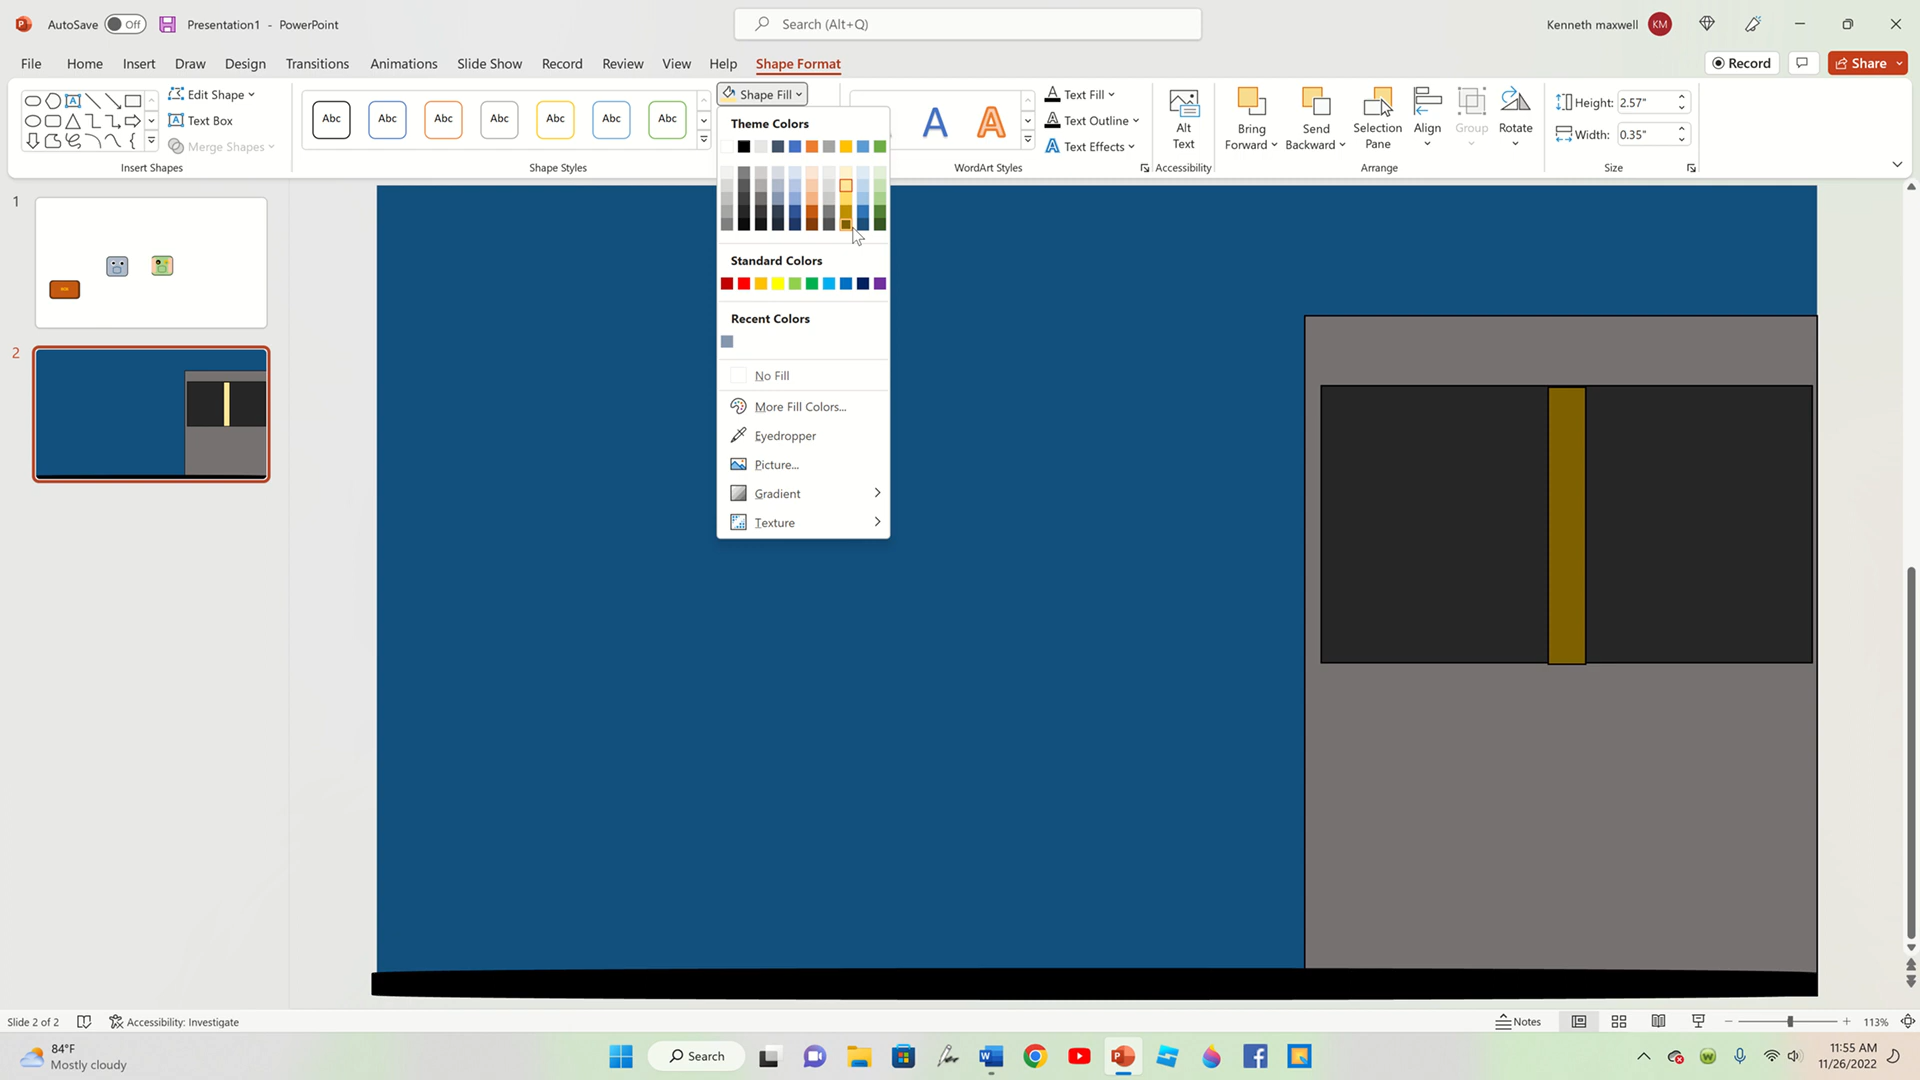 AutoSave Off Presentation1 - PowerPoint Search (Alt+Q) Kenneth maxwell KM
File Home Insert Draw Design Transitions Animations Slide Show Record Review View Help Shape Format Record Share
Edit Shape
Text Box
Merge Shapes
Insert Shapes
Abc Abc Abc Abc Abc Abc Abc
Shape Styles
Shape Fill
A A
Text Fill
Text Outline
Text Effects
WordArt Styles
Alt Text
Accessibility
Bring Forward
Send Backward
Selection Pane
Align
Group
Rotate
Arrange
Height: 2.57"
Width: 0.35"
Size
Theme Colors
Standard Colors
Recent Colors
No Fill
More Fill Colors...
Eyedropper
Picture...
Gradient
Texture
1
2
Slide 2 of 2 Accessibility: Investigate Notes 113%
84°F
Mostly cloudy
Search
11:55 AM
11/26/2022